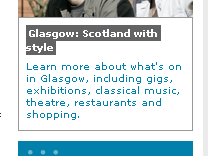 Glasgow: Scotland with
style
Learn more about what's on
in Glasgow, including gigs,
exhibitions, classical music,
theatre, restaurants and
shopping.